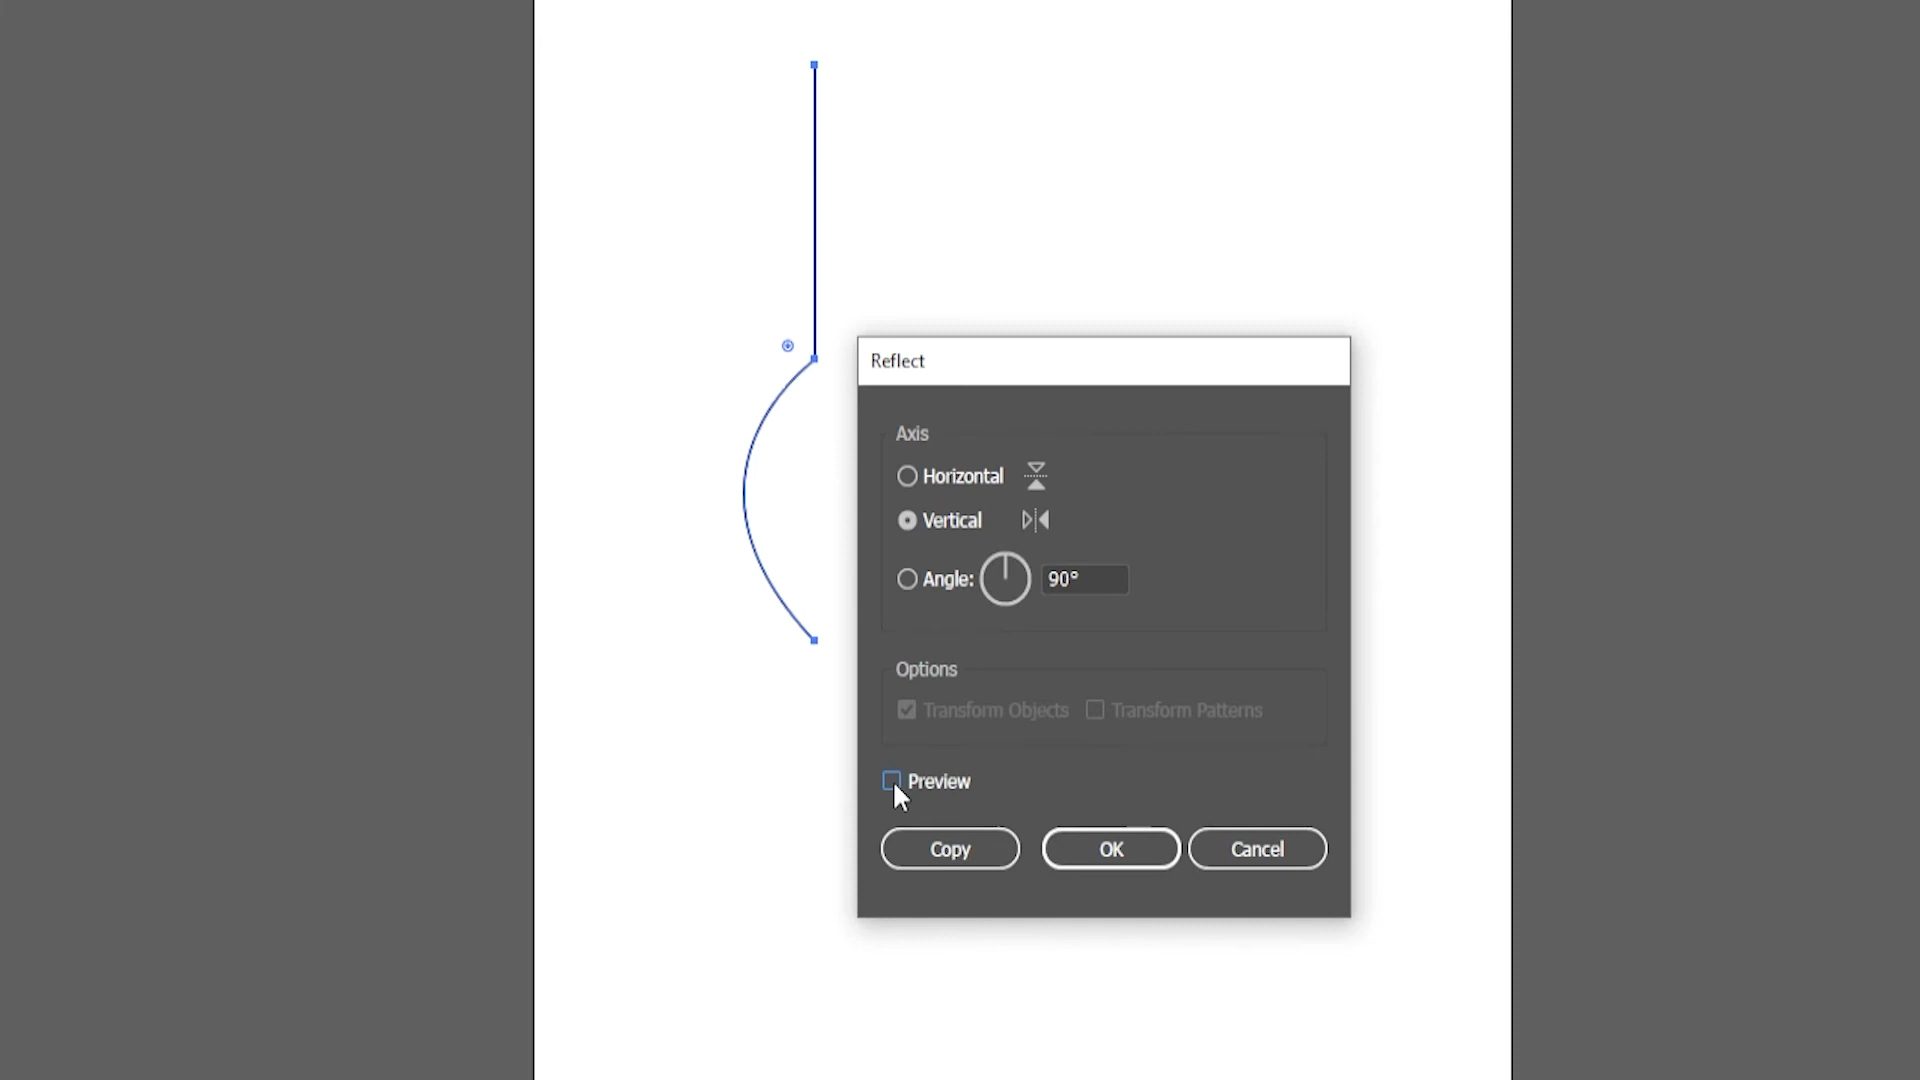 Reflect
Axis
Horizontal
Vertical
Angle: 90°
Options
Transform Objects Transform Patterns
Preview
Copy OK Cancel